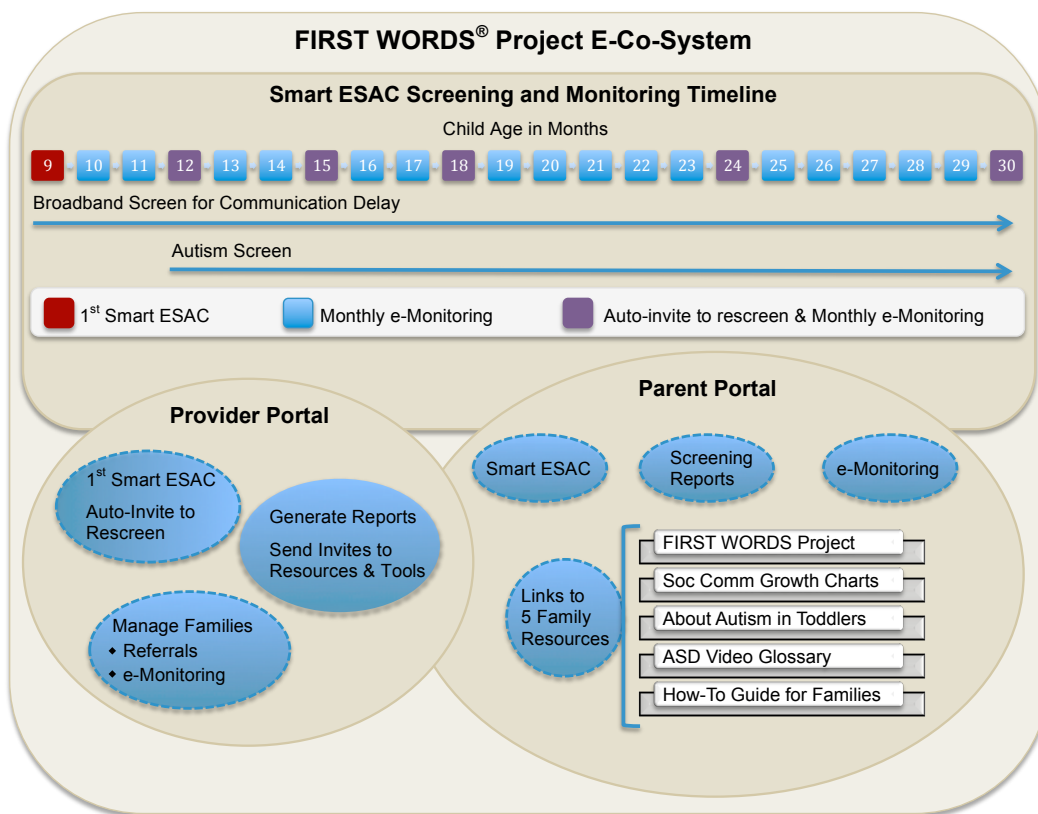 FIRST WORDS® Project E-Co-System
Smart ESAC Screening and Monitoring Timeline
Child Age in Months
9 10 11 12 13 14 15 16 17 18 19 20 21 22 23 24 25 26 27 28 29 30
Broadband Screen for Communication Delay
Autism Screen
1st Smart ESAC
Monthly e-Monitoring
Auto-invite to rescreen & Monthly e-Monitoring
Provider Portal
1st Smart ESAC
Auto-Invite to
Rescreen
Generate Reports
Send Invites to
Resources & Tools
Manage Families
◆ Referrals
◆ e-Monitoring
Parent Portal
Smart ESAC
Screening
Reports
e-Monitoring
Links to
5 Family
Resources
FIRST WORDS Project
Soc Comm Growth Charts
About Autism in Toddlers
ASD Video Glossary
How-To Guide for Families